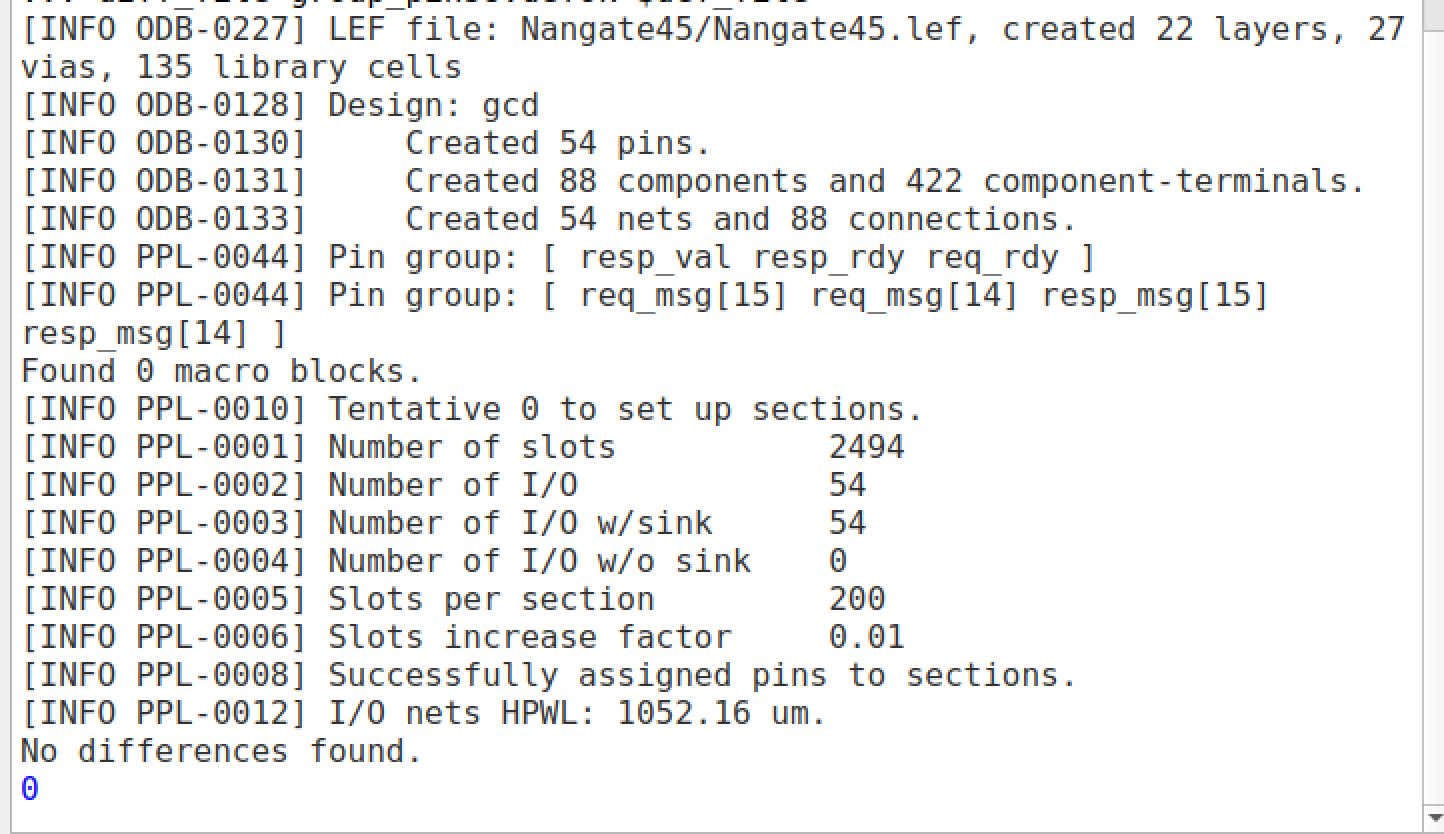 [INFO ODB-0227] LEF file: Nangate45/Nangate45.lef, created 22 layers, 27
vias, 135 library cells
[INFO ODB-0128] Design: gcd
[INFO ODB-0130]     Created 54 pins.
[INFO ODB-0131]     Created 88 components and 422 component-terminals.
[INFO ODB-0133]     Created 54 nets and 88 connections.
[INFO PPL-0044] Pin group: [ resp_val resp_rdy req_rdy ]
[INFO PPL-0044] Pin group: [ req_msg[15] req_msg[14] resp_msg[15]
resp_msg[14] ]
Found 0 macro blocks.
[INFO PPL-0010] Tentative 0 to set up sections.
[INFO PPL-0001] Number of slots           2494
[INFO PPL-0002] Number of I/O             54
[INFO PPL-0003] Number of I/O w/sink      54
[INFO PPL-0004] Number of I/O w/o sink    0
[INFO PPL-0005] Slots per section         200
[INFO PPL-0006] Slots increase factor     0.01
[INFO PPL-0008] Successfully assigned pins to sections.
[INFO PPL-0012] I/O nets HPWL: 1052.16 um.
No differences found.
0